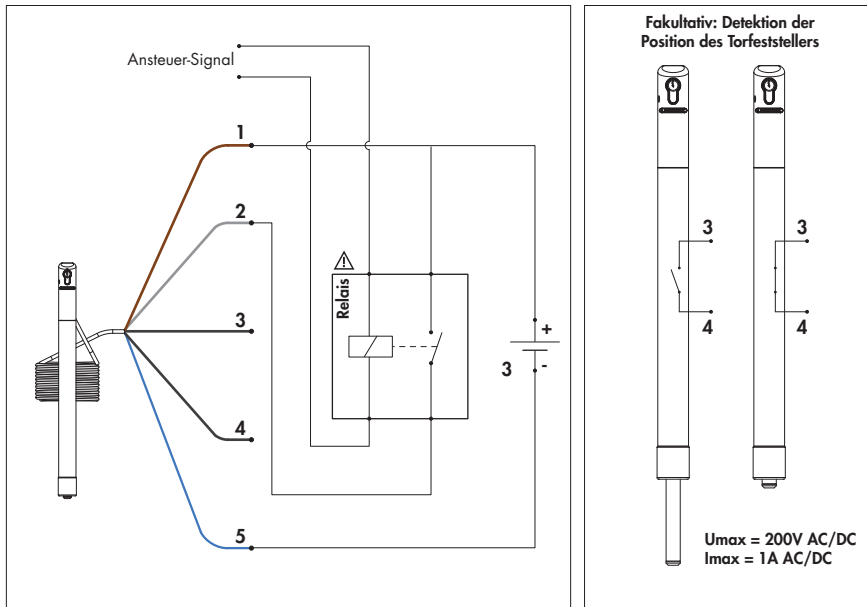 Ansteuer-Signal
1
2
3
4
5
Relais
+
3
-
Fakultativ: Detektion der
Position des Torfeststellers
3
3
4
4
Umax = 200V AC/DC
Imax = 1A AC/DC